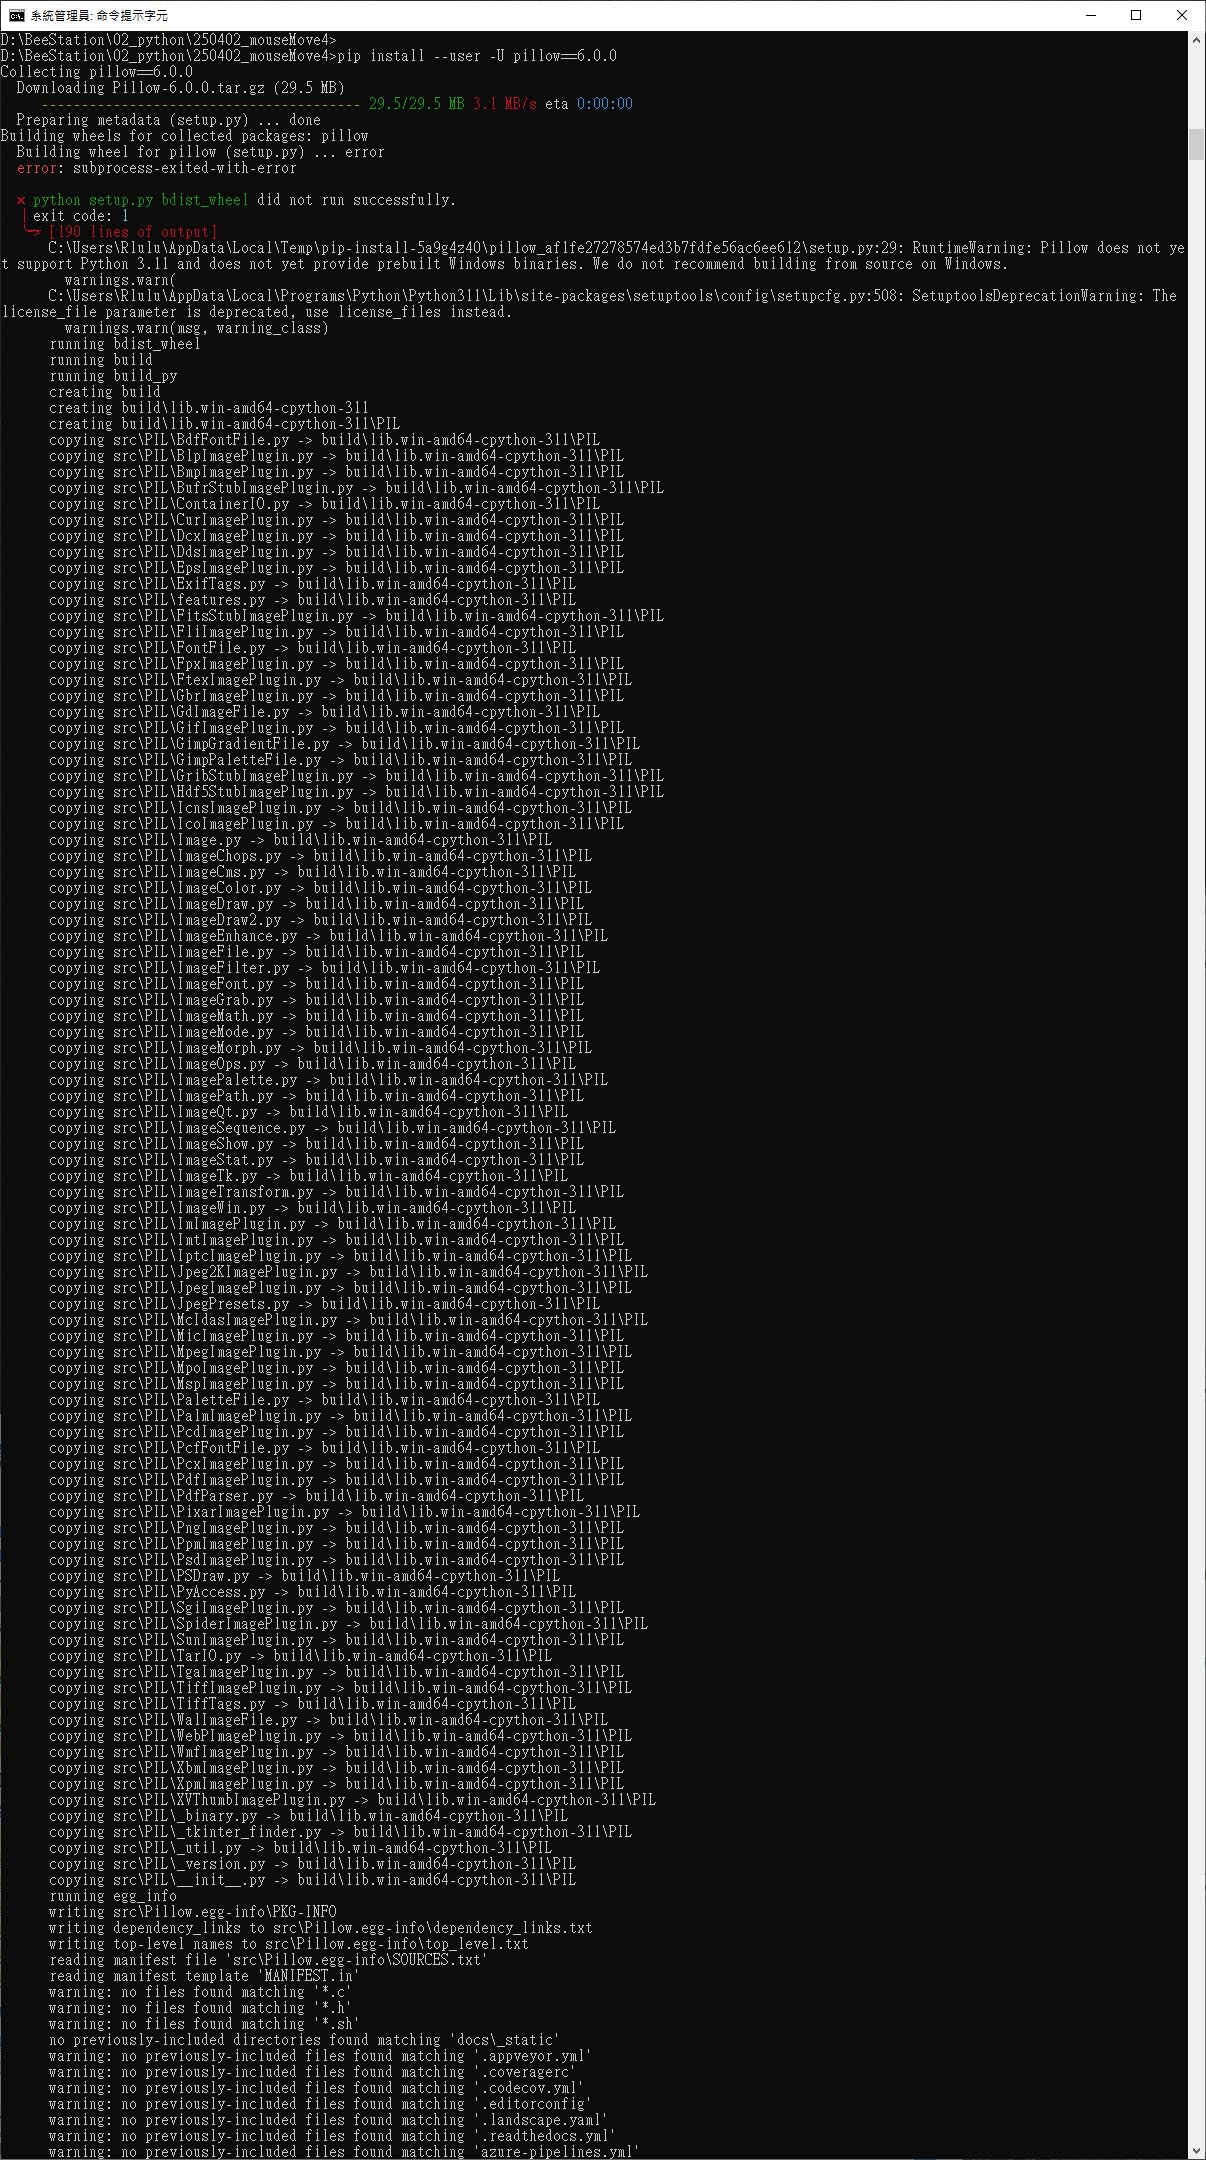 系統管理員: 命令提示字元
D:\BeeStation\02_python\250402_mouseMove4>
D:\BeeStation\02_python\250402_mouseMove4>pip install --user -U pillow==6.0.0
Collecting pillow==6.0.0
  Downloading Pillow-6.0.0.tar.gz (29.5 MB)
     ---------------------------------------- 29.5/29.5 MB 3.1 MB/s eta 0:00:00
  Preparing metadata (setup.py) ... done
Building wheels for collected packages: pillow
  Building wheel for pillow (setup.py) ... error
  error: subprocess-exited-with-error

  × python setup.py bdist_wheel did not run successfully.
  │ exit code: 1
  ╰─> [190 lines of output]
      C:\Users\Rlulu\AppData\Local\Temp\pip-install-5a9g4z40\pillow_af1fe27278574ed3b7fdfe56ac6ee612\setup.py:29: RuntimeWarning: Pillow does not ye
t support Python 3.11 and does not yet provide prebuilt Windows binaries. We do not recommend building from source on Windows.
        warnings.warn(
      C:\Users\Rlulu\AppData\Local\Programs\Python\Python311\Lib\site-packages\setuptools\config\setupcfg.py:508: SetuptoolsDeprecationWarning: The
license_file parameter is deprecated, use license_files instead.
        warnings.warn(msg, warning_class)
      running bdist_wheel
      running build
      running build_py
      creating build
      creating build\lib.win-amd64-cpython-311
      creating build\lib.win-amd64-cpython-311\PIL
      copying src\PIL\BdfFontFile.py -> build\lib.win-amd64-cpython-311\PIL
      copying src\PIL\BlpImagePlugin.py -> build\lib.win-amd64-cpython-311\PIL
      copying src\PIL\BmpImagePlugin.py -> build\lib.win-amd64-cpython-311\PIL
      copying src\PIL\BufrStubImagePlugin.py -> build\lib.win-amd64-cpython-311\PIL
      copying src\PIL\ContainerIO.py -> build\lib.win-amd64-cpython-311\PIL
      copying src\PIL\CurImagePlugin.py -> build\lib.win-amd64-cpython-311\PIL
      copying src\PIL\DcxImagePlugin.py -> build\lib.win-amd64-cpython-311\PIL
      copying src\PIL\DdsImagePlugin.py -> build\lib.win-amd64-cpython-311\PIL
      copying src\PIL\EpsImagePlugin.py -> build\lib.win-amd64-cpython-311\PIL
      copying src\PIL\ExifTags.py -> build\lib.win-amd64-cpython-311\PIL
      copying src\PIL\features.py -> build\lib.win-amd64-cpython-311\PIL
      copying src\PIL\FitsStubImagePlugin.py -> build\lib.win-amd64-cpython-311\PIL
      copying src\PIL\FliImagePlugin.py -> build\lib.win-amd64-cpython-311\PIL
      copying src\PIL\FontFile.py -> build\lib.win-amd64-cpython-311\PIL
      copying src\PIL\FpxImagePlugin.py -> build\lib.win-amd64-cpython-311\PIL
      copying src\PIL\FtexImagePlugin.py -> build\lib.win-amd64-cpython-311\PIL
      copying src\PIL\GbrImagePlugin.py -> build\lib.win-amd64-cpython-311\PIL
      copying src\PIL\GdImageFile.py -> build\lib.win-amd64-cpython-311\PIL
      copying src\PIL\GifImagePlugin.py -> build\lib.win-amd64-cpython-311\PIL
      copying src\PIL\GimpGradientFile.py -> build\lib.win-amd64-cpython-311\PIL
      copying src\PIL\GimpPaletteFile.py -> build\lib.win-amd64-cpython-311\PIL
      copying src\PIL\GribStubImagePlugin.py -> build\lib.win-amd64-cpython-311\PIL
      copying src\PIL\Hdf5StubImagePlugin.py -> build\lib.win-amd64-cpython-311\PIL
      copying src\PIL\IcnsImagePlugin.py -> build\lib.win-amd64-cpython-311\PIL
      copying src\PIL\IcoImagePlugin.py -> build\lib.win-amd64-cpython-311\PIL
      copying src\PIL\Image.py -> build\lib.win-amd64-cpython-311\PIL
      copying src\PIL\ImageChops.py -> build\lib.win-amd64-cpython-311\PIL
      copying src\PIL\ImageCms.py -> build\lib.win-amd64-cpython-311\PIL
      copying src\PIL\ImageColor.py -> build\lib.win-amd64-cpython-311\PIL
      copying src\PIL\ImageDraw.py -> build\lib.win-amd64-cpython-311\PIL
      copying src\PIL\ImageDraw2.py -> build\lib.win-amd64-cpython-311\PIL
      copying src\PIL\ImageEnhance.py -> build\lib.win-amd64-cpython-311\PIL
      copying src\PIL\ImageFile.py -> build\lib.win-amd64-cpython-311\PIL
      copying src\PIL\ImageFilter.py -> build\lib.win-amd64-cpython-311\PIL
      copying src\PIL\ImageFont.py -> build\lib.win-amd64-cpython-311\PIL
      copying src\PIL\ImageGrab.py -> build\lib.win-amd64-cpython-311\PIL
      copying src\PIL\ImageMath.py -> build\lib.win-amd64-cpython-311\PIL
      copying src\PIL\ImageMode.py -> build\lib.win-amd64-cpython-311\PIL
      copying src\PIL\ImageMorph.py -> build\lib.win-amd64-cpython-311\PIL
      copying src\PIL\ImageOps.py -> build\lib.win-amd64-cpython-311\PIL
      copying src\PIL\ImagePalette.py -> build\lib.win-amd64-cpython-311\PIL
      copying src\PIL\ImagePath.py -> build\lib.win-amd64-cpython-311\PIL
      copying src\PIL\ImageQt.py -> build\lib.win-amd64-cpython-311\PIL
      copying src\PIL\ImageSequence.py -> build\lib.win-amd64-cpython-311\PIL
      copying src\PIL\ImageShow.py -> build\lib.win-amd64-cpython-311\PIL
      copying src\PIL\ImageStat.py -> build\lib.win-amd64-cpython-311\PIL
      copying src\PIL\ImageTk.py -> build\lib.win-amd64-cpython-311\PIL
      copying src\PIL\ImageTransform.py -> build\lib.win-amd64-cpython-311\PIL
      copying src\PIL\ImageWin.py -> build\lib.win-amd64-cpython-311\PIL
      copying src\PIL\ImImagePlugin.py -> build\lib.win-amd64-cpython-311\PIL
      copying src\PIL\ImtImagePlugin.py -> build\lib.win-amd64-cpython-311\PIL
      copying src\PIL\IptcImagePlugin.py -> build\lib.win-amd64-cpython-311\PIL
      copying src\PIL\Jpeg2KImagePlugin.py -> build\lib.win-amd64-cpython-311\PIL
      copying src\PIL\JpegImagePlugin.py -> build\lib.win-amd64-cpython-311\PIL
      copying src\PIL\JpegPresets.py -> build\lib.win-amd64-cpython-311\PIL
      copying src\PIL\McIdasImagePlugin.py -> build\lib.win-amd64-cpython-311\PIL
      copying src\PIL\MicImagePlugin.py -> build\lib.win-amd64-cpython-311\PIL
      copying src\PIL\MpegImagePlugin.py -> build\lib.win-amd64-cpython-311\PIL
      copying src\PIL\MpoImagePlugin.py -> build\lib.win-amd64-cpython-311\PIL
      copying src\PIL\MspImagePlugin.py -> build\lib.win-amd64-cpython-311\PIL
      copying src\PIL\PaletteFile.py -> build\lib.win-amd64-cpython-311\PIL
      copying src\PIL\PalmImagePlugin.py -> build\lib.win-amd64-cpython-311\PIL
      copying src\PIL\PcdImagePlugin.py -> build\lib.win-amd64-cpython-311\PIL
      copying src\PIL\PcfFontFile.py -> build\lib.win-amd64-cpython-311\PIL
      copying src\PIL\PcxImagePlugin.py -> build\lib.win-amd64-cpython-311\PIL
      copying src\PIL\PdfImagePlugin.py -> build\lib.win-amd64-cpython-311\PIL
      copying src\PIL\PdfParser.py -> build\lib.win-amd64-cpython-311\PIL
      copying src\PIL\PixarImagePlugin.py -> build\lib.win-amd64-cpython-311\PIL
      copying src\PIL\PngImagePlugin.py -> build\lib.win-amd64-cpython-311\PIL
      copying src\PIL\PpmImagePlugin.py -> build\lib.win-amd64-cpython-311\PIL
      copying src\PIL\PsdImagePlugin.py -> build\lib.win-amd64-cpython-311\PIL
      copying src\PIL\PSDraw.py -> build\lib.win-amd64-cpython-311\PIL
      copying src\PIL\PyAccess.py -> build\lib.win-amd64-cpython-311\PIL
      copying src\PIL\SgiImagePlugin.py -> build\lib.win-amd64-cpython-311\PIL
      copying src\PIL\SpiderImagePlugin.py -> build\lib.win-amd64-cpython-311\PIL
      copying src\PIL\SunImagePlugin.py -> build\lib.win-amd64-cpython-311\PIL
      copying src\PIL\TarIO.py -> build\lib.win-amd64-cpython-311\PIL
      copying src\PIL\TgaImagePlugin.py -> build\lib.win-amd64-cpython-311\PIL
      copying src\PIL\TiffImagePlugin.py -> build\lib.win-amd64-cpython-311\PIL
      copying src\PIL\TiffTags.py -> build\lib.win-amd64-cpython-311\PIL
      copying src\PIL\WalImageFile.py -> build\lib.win-amd64-cpython-311\PIL
      copying src\PIL\WebPImagePlugin.py -> build\lib.win-amd64-cpython-311\PIL
      copying src\PIL\WmfImagePlugin.py -> build\lib.win-amd64-cpython-311\PIL
      copying src\PIL\XbmImagePlugin.py -> build\lib.win-amd64-cpython-311\PIL
      copying src\PIL\XpmImagePlugin.py -> build\lib.win-amd64-cpython-311\PIL
      copying src\PIL\XVThumbImagePlugin.py -> build\lib.win-amd64-cpython-311\PIL
      copying src\PIL\_binary.py -> build\lib.win-amd64-cpython-311\PIL
      copying src\PIL\_tkinter_finder.py -> build\lib.win-amd64-cpython-311\PIL
      copying src\PIL\_util.py -> build\lib.win-amd64-cpython-311\PIL
      copying src\PIL\_version.py -> build\lib.win-amd64-cpython-311\PIL
      copying src\PIL\__init__.py -> build\lib.win-amd64-cpython-311\PIL
      running egg_info
      writing src\Pillow.egg-info\PKG-INFO
      writing dependency_links to src\Pillow.egg-info\dependency_links.txt
      writing top-level names to src\Pillow.egg-info\top_level.txt
      reading manifest file 'src\Pillow.egg-info\SOURCES.txt'
      reading manifest template 'MANIFEST.in'
      warning: no files found matching '*.c'
      warning: no files found matching '*.h'
      warning: no files found matching '*.sh'
      no previously-included directories found matching 'docs\_static'
      warning: no previously-included files found matching '.appveyor.yml'
      warning: no previously-included files found matching '.coveragerc'
      warning: no previously-included files found matching '.codecov.yml'
      warning: no previously-included files found matching '.editorconfig'
      warning: no previously-included files found matching '.landscape.yaml'
      warning: no previously-included files found matching '.readthedocs.yml'
      warning: no previously-included files found matching 'azure-pipelines.yml'